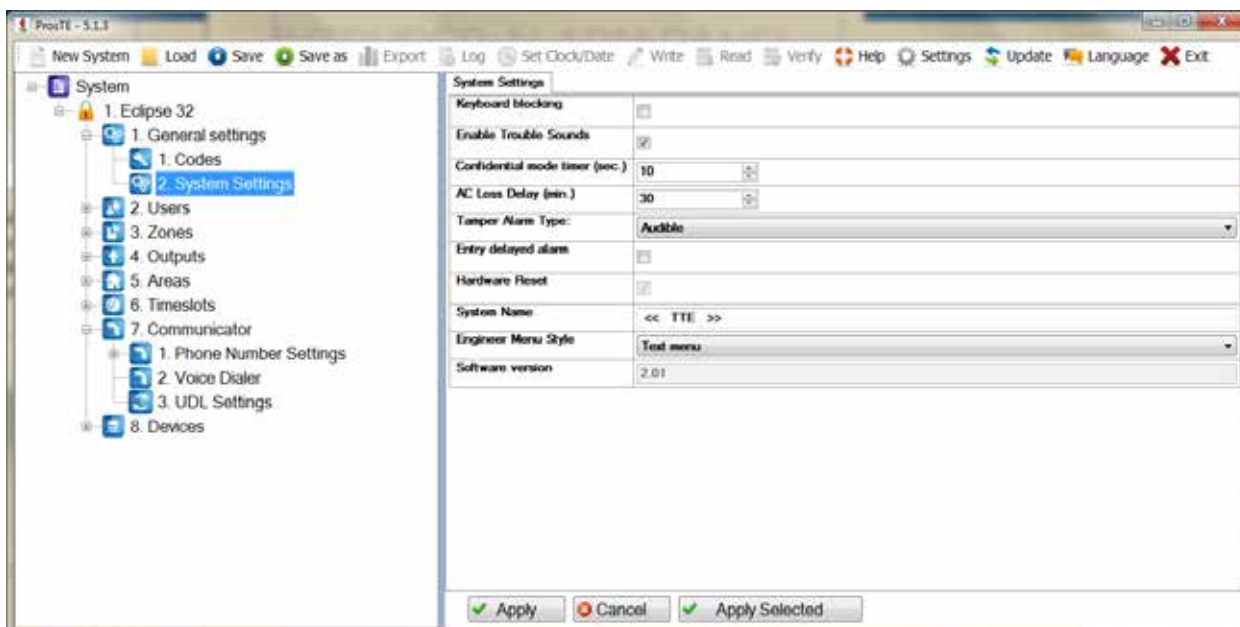 ProsTE - 5.1.3
New System Load Save Save as Export Log Set Clock/Date Write Read Verify Help Settings Update Language Exit
System
1. Eclipse 32
1. General settings
1. Codes
2. System Settings
2. Users
3. Zones
4. Outputs
5. Areas
6. Timeslots
7. Communicator
1. Phone Number Settings
2. Voice Dialer
3. UDL Settings
8. Devices
System Settings
Keyboard blocking
Enable Trouble Sounds
Confidential mode timer (sec.) 10
AC Loss Delay (min.) 30
Tamper Alarm Type: Audible
Entry delayed alarm
Hardware Reset
System Name << TTE >>
Engineer Menu Style Text menu
Software version 2.01
Apply Cancel Apply Selected